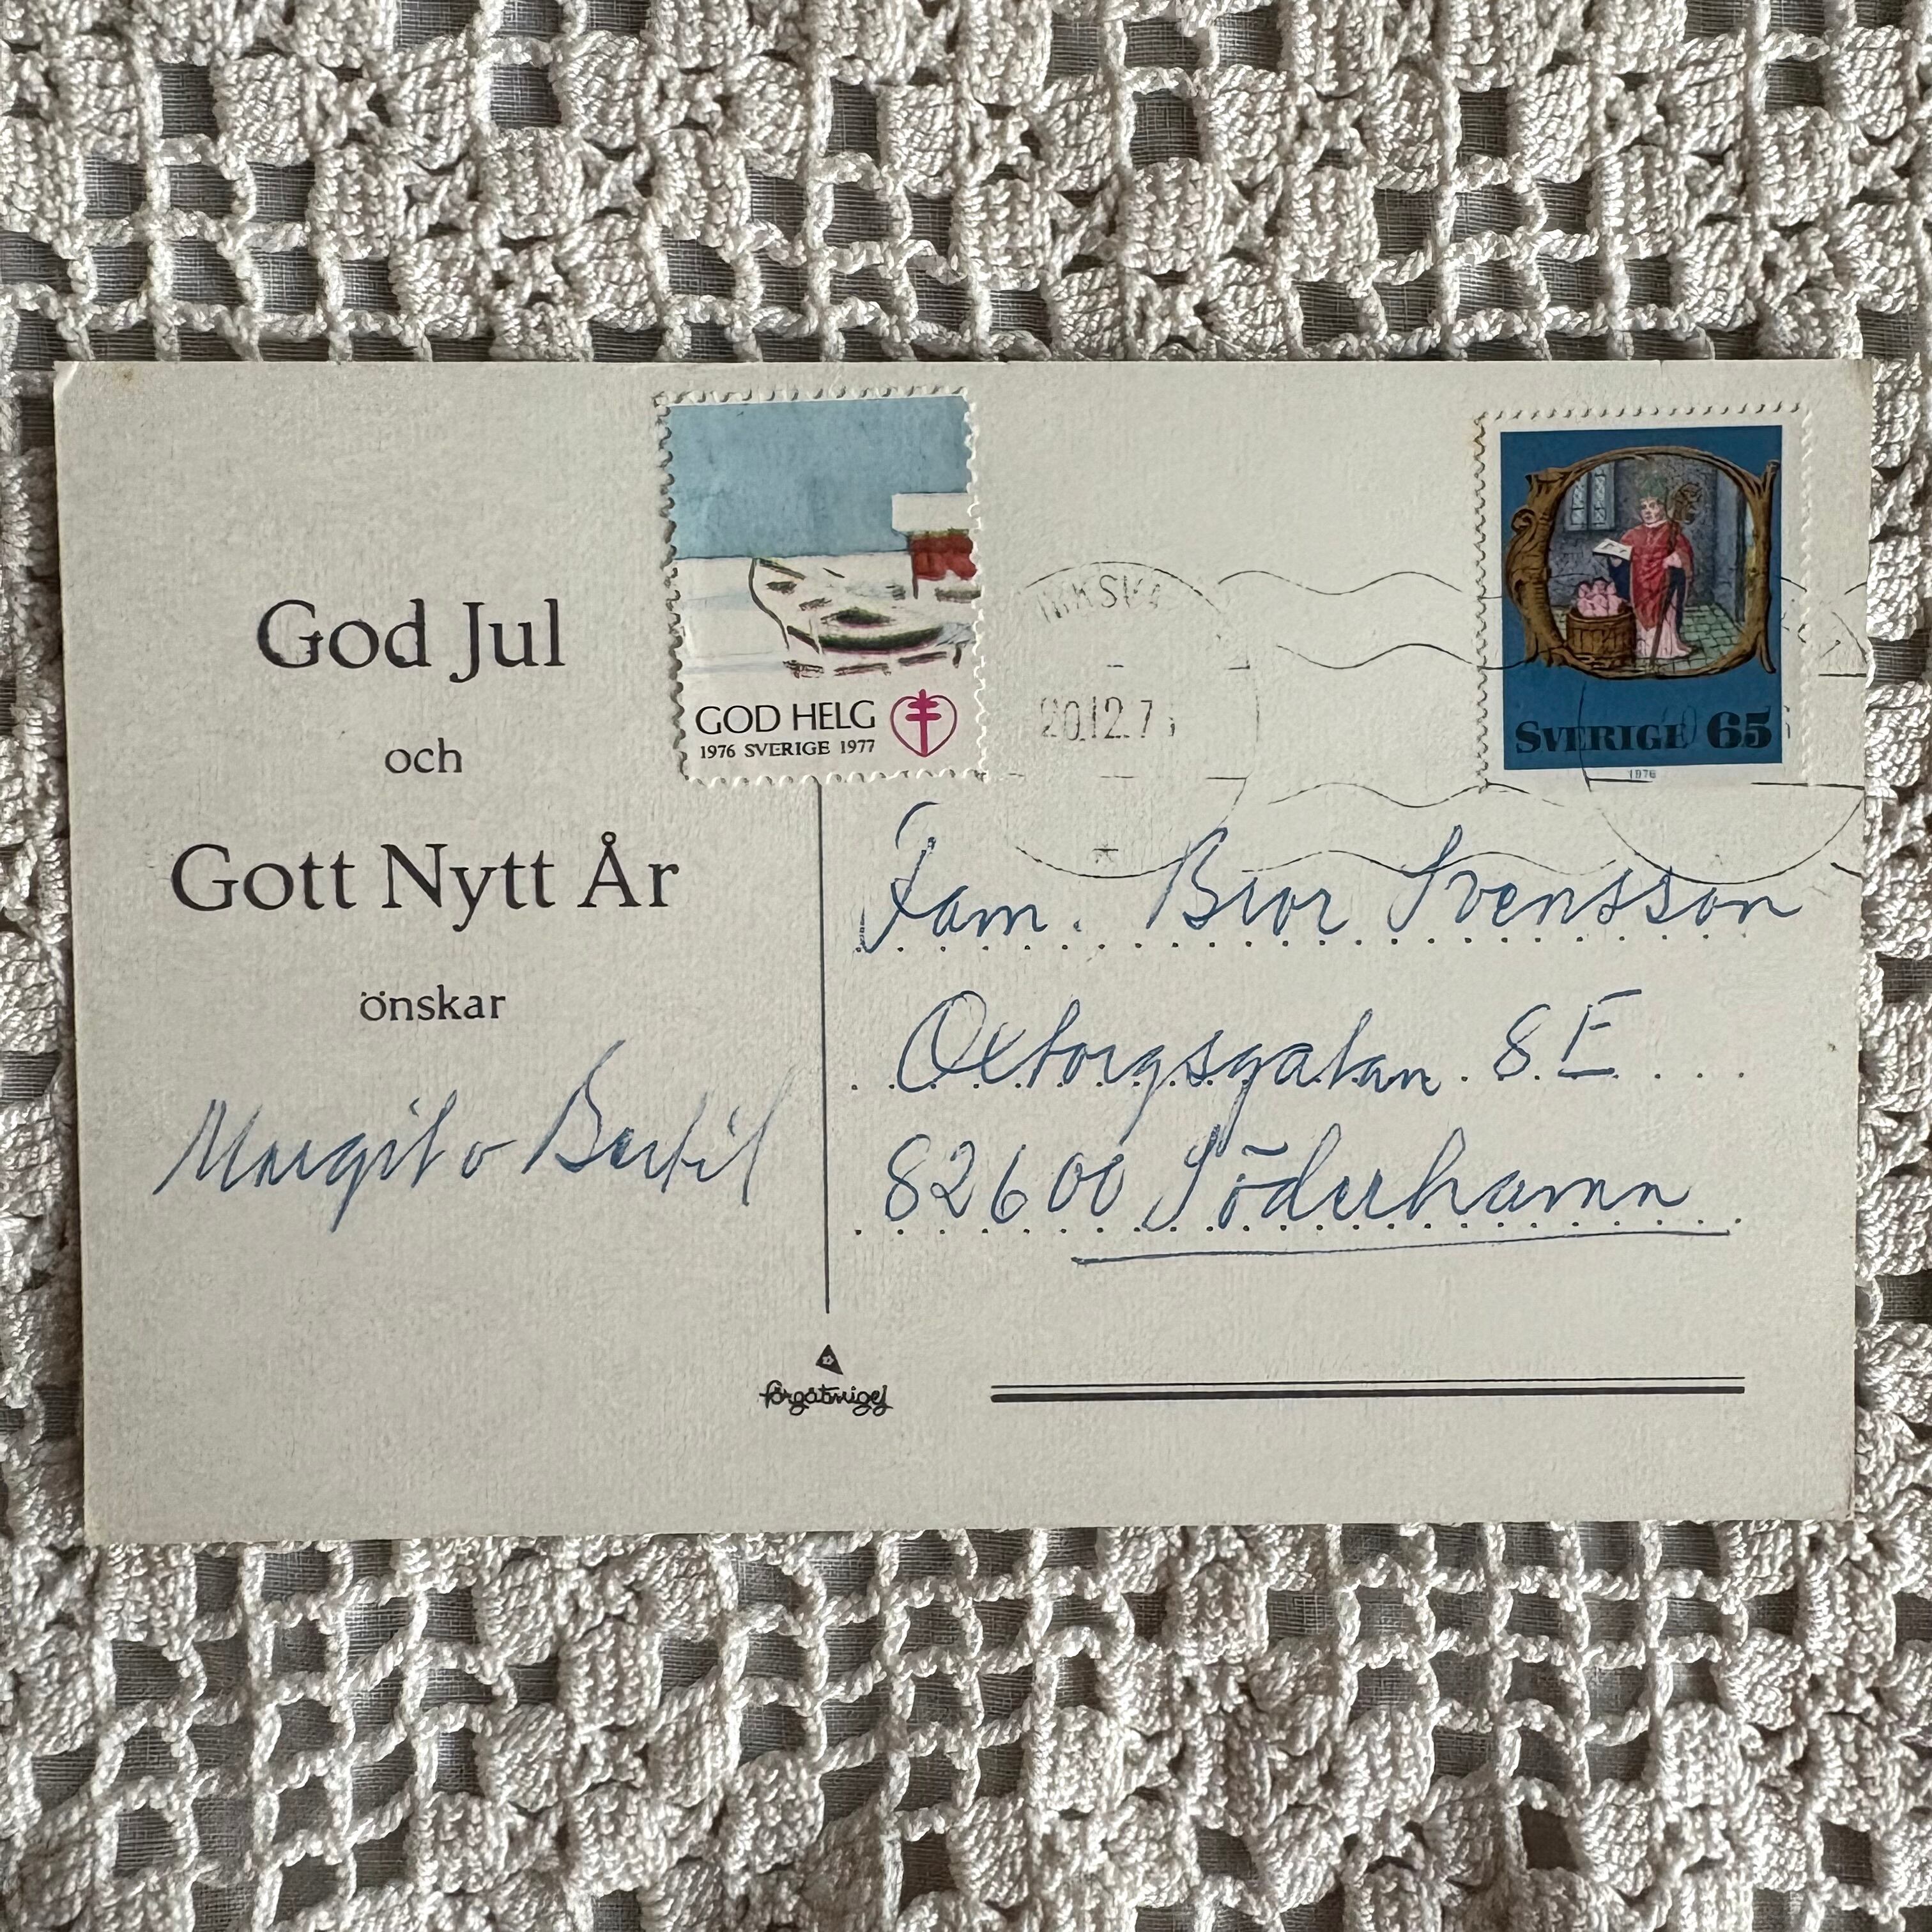 God Jul
och
Gott Nytt År
önskar
Margit o Bertil
GOD HELG
1976 SVERIGE 1977
20.12.7
SVERIGE 65
1976
Fam. Bror Svensson
Oxtorgsgatan 8 E
82600 Söderhamn
förgätmigej